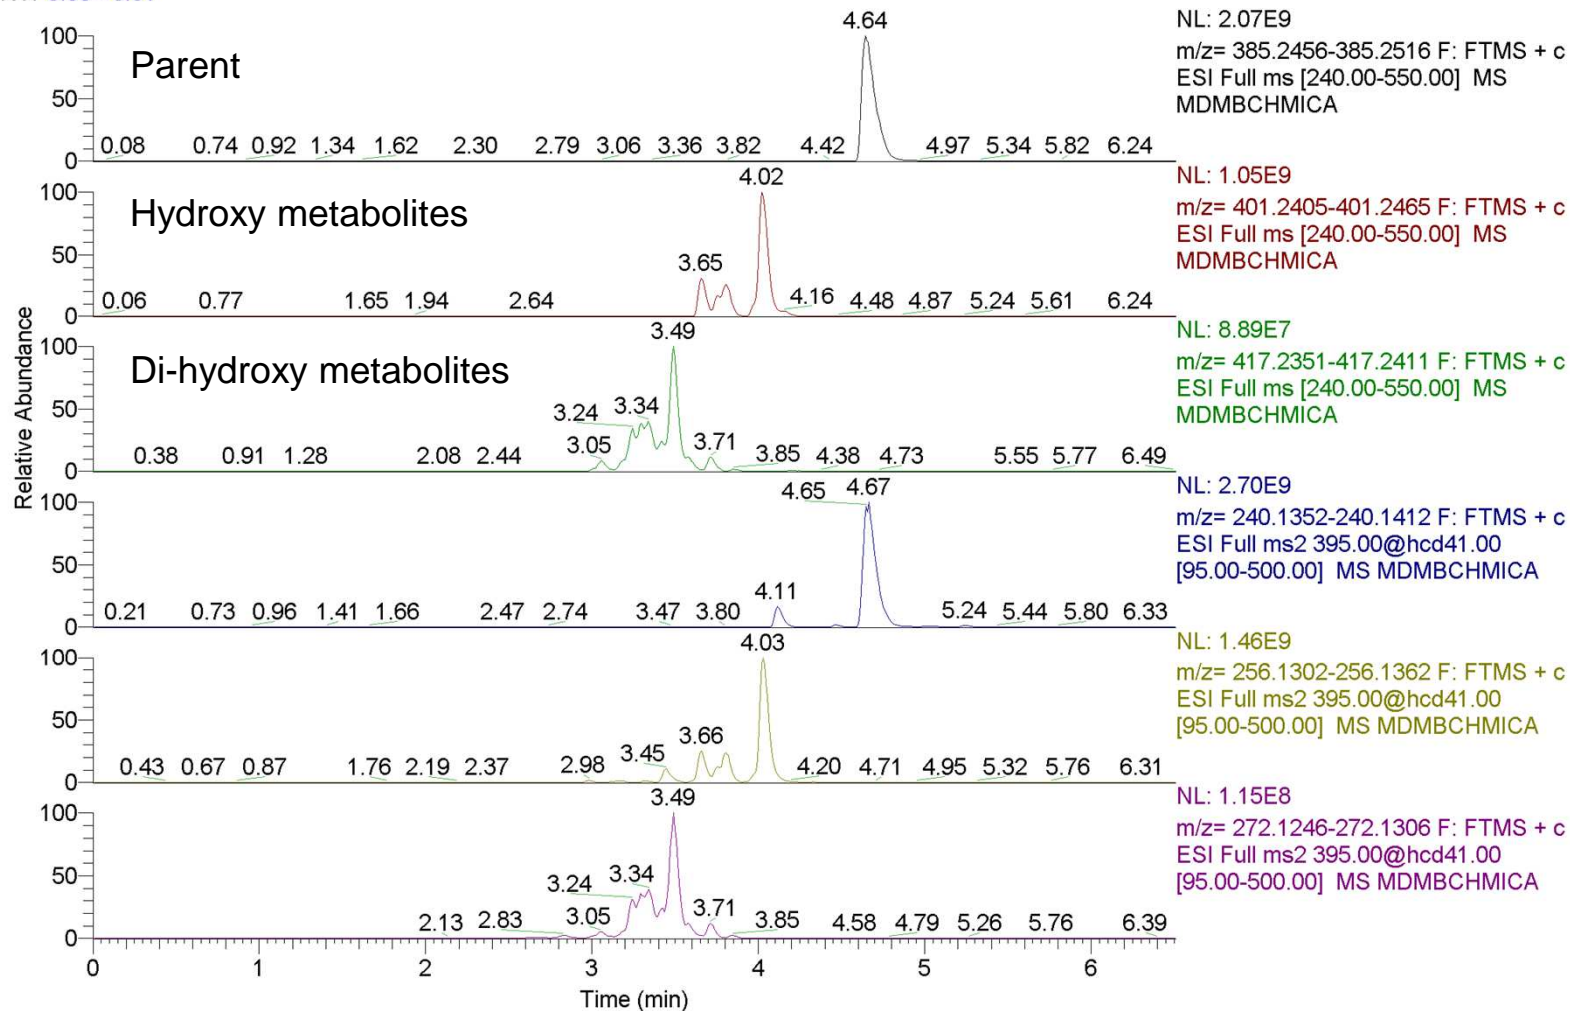 4.64
NL: 2.07E9
100
Parent
m/z= 385.2456-385.2516 F: FTMS + c
ESI Full ms [240.00-550.00] MS
MDMBCHMICA
50
0.08 0.74 0.92 1.34 1.62 2.30 2.79 3.06 3.36 3.82 4.42 4.97 5.34 5.82 6.24
0
4.02
NL: 1.05E9
100
Hydroxy metabolites
m/z= 401.2405-401.2465 F: FTMS + c
ESI Full ms [240.00-550.00] MS
MDMBCHMICA
50
3.65
0.06 0.77 1.65 1.94 2.64 4.16 4.48 4.87 5.24 5.61 6.24
0
3.49
NL: 8.89E7
100
Di-hydroxy metabolites
m/z= 417.2351-417.2411 F: FTMS + c
ESI Full ms [240.00-550.00] MS
MDMBCHMICA
50
3.24 3.34
0.38 0.91 1.28 2.08 2.44 3.05 3.71 3.85 4.38 4.73 5.55 5.77 6.49
0
Relative Abundance
4.65 4.67
NL: 2.70E9
100
m/z= 240.1352-240.1412 F: FTMS + c
ESI Full ms2 395.00@hcd41.00
[95.00-500.00] MS MDMBCHMICA
50
4.11
0.21 0.73 0.96 1.41 1.66 2.47 2.74 3.47 3.80 5.24 5.44 5.80 6.33
0
4.03
NL: 1.46E9
100
m/z= 256.1302-256.1362 F: FTMS + c
ESI Full ms2 395.00@hcd41.00
[95.00-500.00] MS MDMBCHMICA
50
3.66
0.43 0.67 0.87 1.76 2.19 2.37 2.98 3.45 4.20 4.71 4.95 5.32 5.76 6.31
0
3.49
NL: 1.15E8
100
m/z= 272.1246-272.1306 F: FTMS + c
ESI Full ms2 395.00@hcd41.00
[95.00-500.00] MS MDMBCHMICA
50
3.24 3.34
2.13 2.83 3.05 3.71 3.85 4.58 4.79 5.26 5.76 6.39
0
0 1 2 3 4 5 6
Time (min)